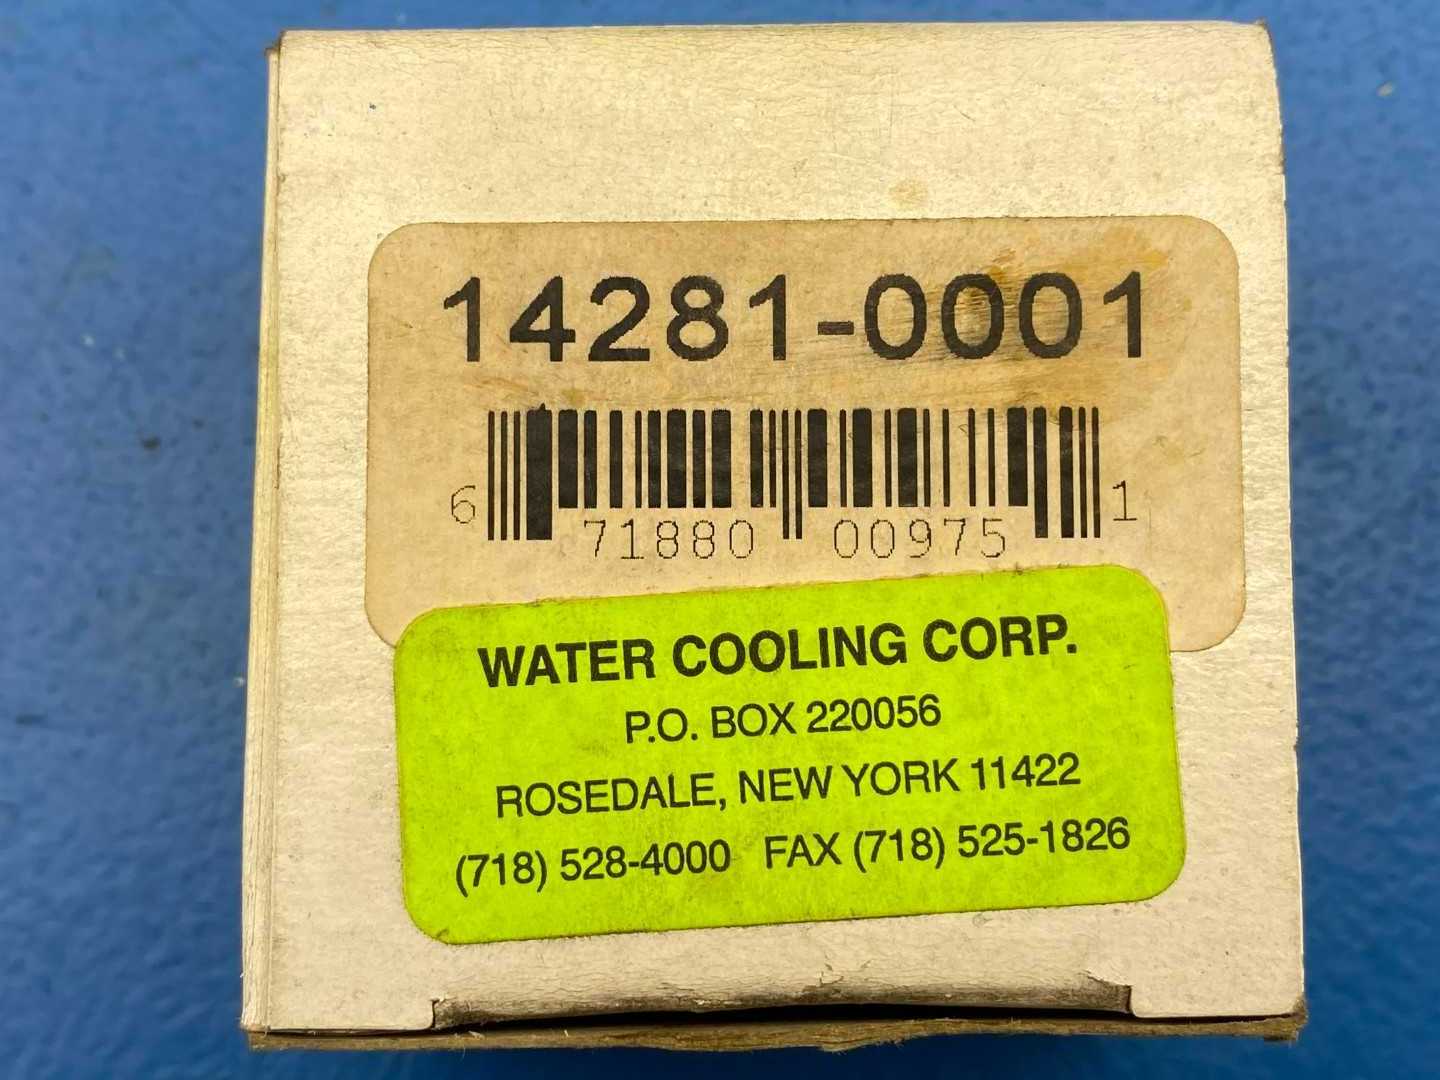 14281-0001
6 71880 00975 1
WATER COOLING CORP.
P.O. BOX 220056
ROSEDALE, NEW YORK 11422
(718) 528-4000 FAX (718) 525-1826